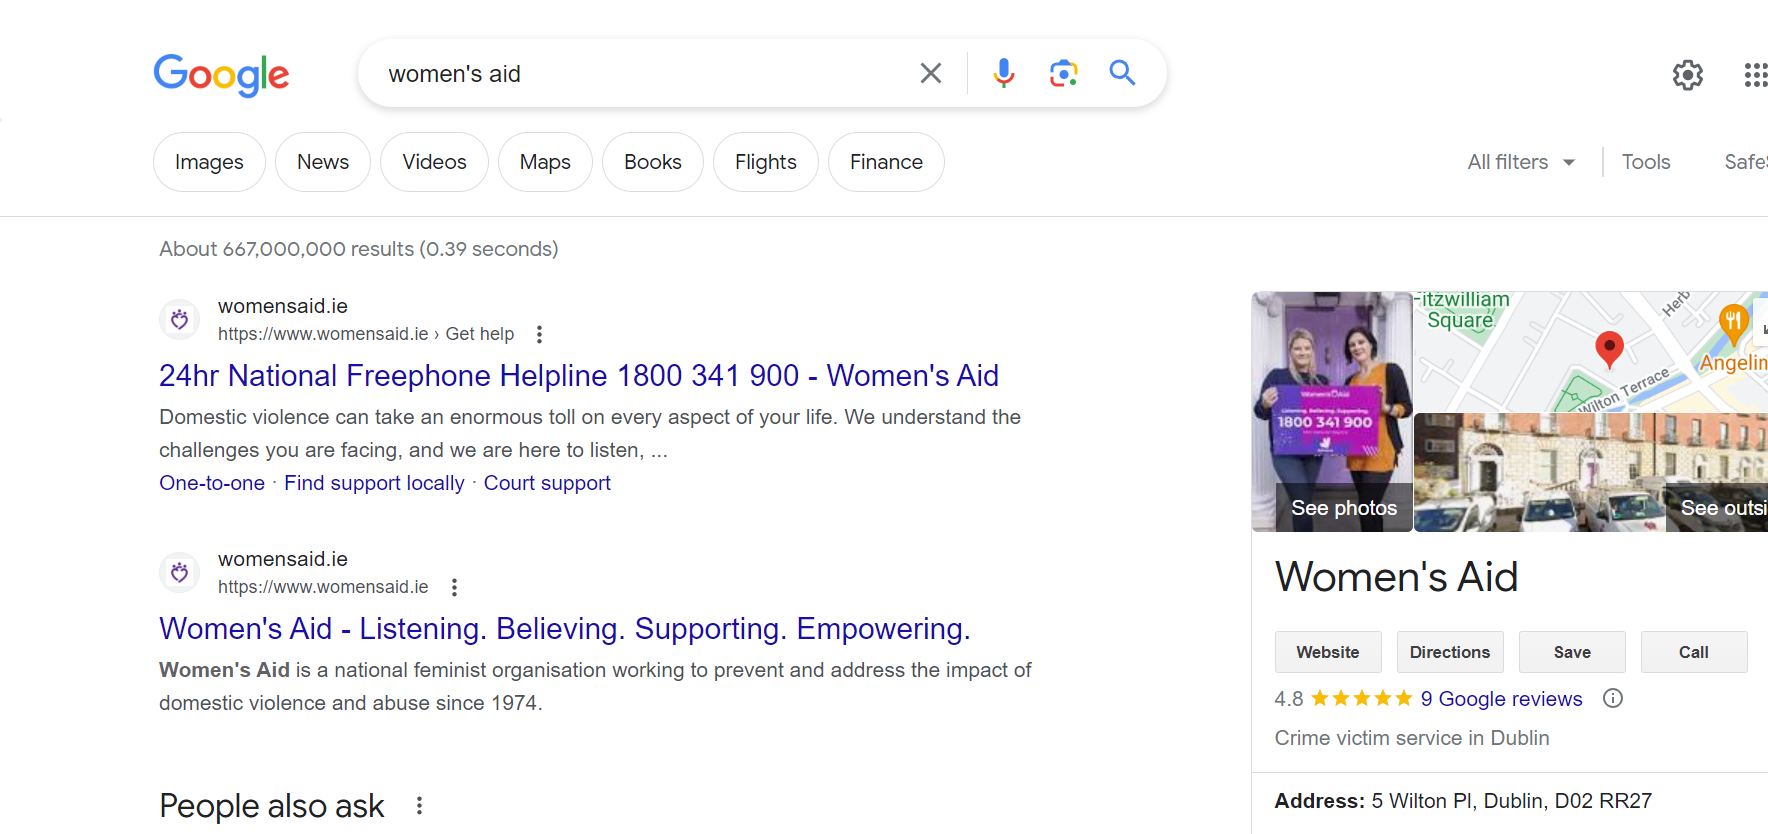 Google
women's aid
Images
News
Videos
Maps
Books
Flights
Finance
All filters
Tools
About 667,000,000 results (0.39 seconds)
womensaid.ie
https://www.womensaid.ie › Get help
24hr National Freephone Helpline 1800 341 900 - Women's Aid
Domestic violence can take an enormous toll on every aspect of your life. We understand the
challenges you are facing, and we are here to listen, ...
One-to-one · Find support locally · Court support
womensaid.ie
https://www.womensaid.ie
Women's Aid - Listening. Believing. Supporting. Empowering.
Women's Aid is a national feminist organisation working to prevent and address the impact of
domestic violence and abuse since 1974.
People also ask
Women's Aid
Listening. Believing. Supporting.
1800 341 900
See photos
itzwilliam
Square
Herb
Angelin
Wilton Terrace
See outsi
Women's Aid
Website
Directions
Save
Call
4.8
9 Google reviews
Crime victim service in Dublin
Address: 5 Wilton Pl, Dublin, D02 RR27